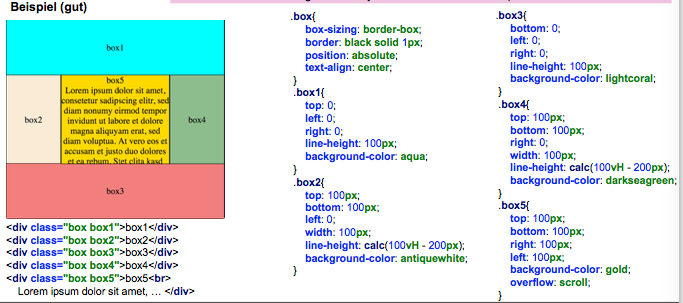 Beispiel (gut)
box1
box2
box5
Lorem ipsum dolor sit amet,
consetetur sadipscing elitr, sed
diam nonumy eirmod tempor
invidunt ut labore et dolore
magna aliquyam erat, sed
diam voluptua. At vero eos et
accusam et justo duo dolores
et ea rebum. Stet clita kasd
box4
box3
<div class="box box1">box1</div>
<div class="box box2">box2</div>
<div class="box box3">box3</div>
<div class="box box4">box4</div>
<div class="box box5">box5<br>
Lorem ipsum dolor sit amet, … </div>
.box{
box-sizing: border-box;
border: black solid 1px;
position: absolute;
text-align: center;
}
.box1{
top: 0;
left: 0;
right: 0;
line-height: 100px;
background-color: aqua;
}
.box2{
top: 100px;
bottom: 100px;
left: 0;
width: 100px;
line-height: calc(100vH - 200px);
background-color: antiquewhite;
}
.box3{
bottom: 0;
left: 0;
right: 0;
line-height: 100px;
background-color: lightcoral;
}
.box4{
top: 100px;
bottom: 100px;
right: 0;
width: 100px;
line-height: calc(100vH - 200px);
background-color: darkseagreen;
}
.box5{
top: 100px;
bottom: 100px;
right: 100px;
left: 100px;
background-color: gold;
overflow: scroll;
}